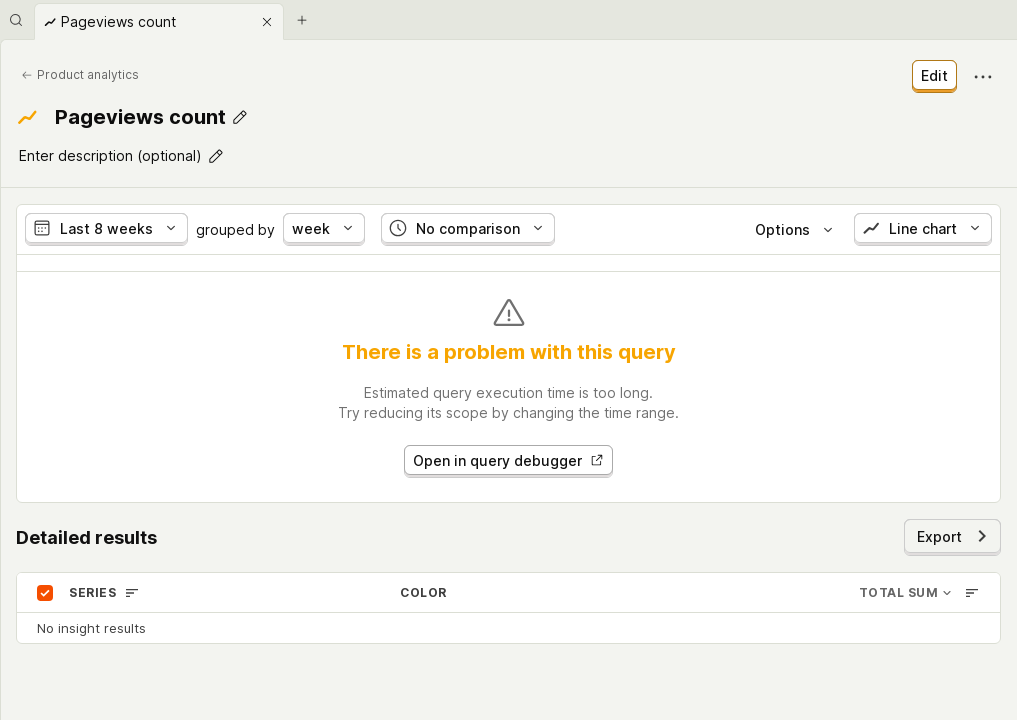 Pageviews count
Product analytics
Edit
Pageviews count
Enter description (optional)
Last 8 weeks grouped by week No comparison Options Line chart
There is a problem with this query
Estimated query execution time is too long.
Try reducing its scope by changing the time range.
Open in query debugger
Detailed results Export
SERIES COLOR TOTAL SUM
No insight results